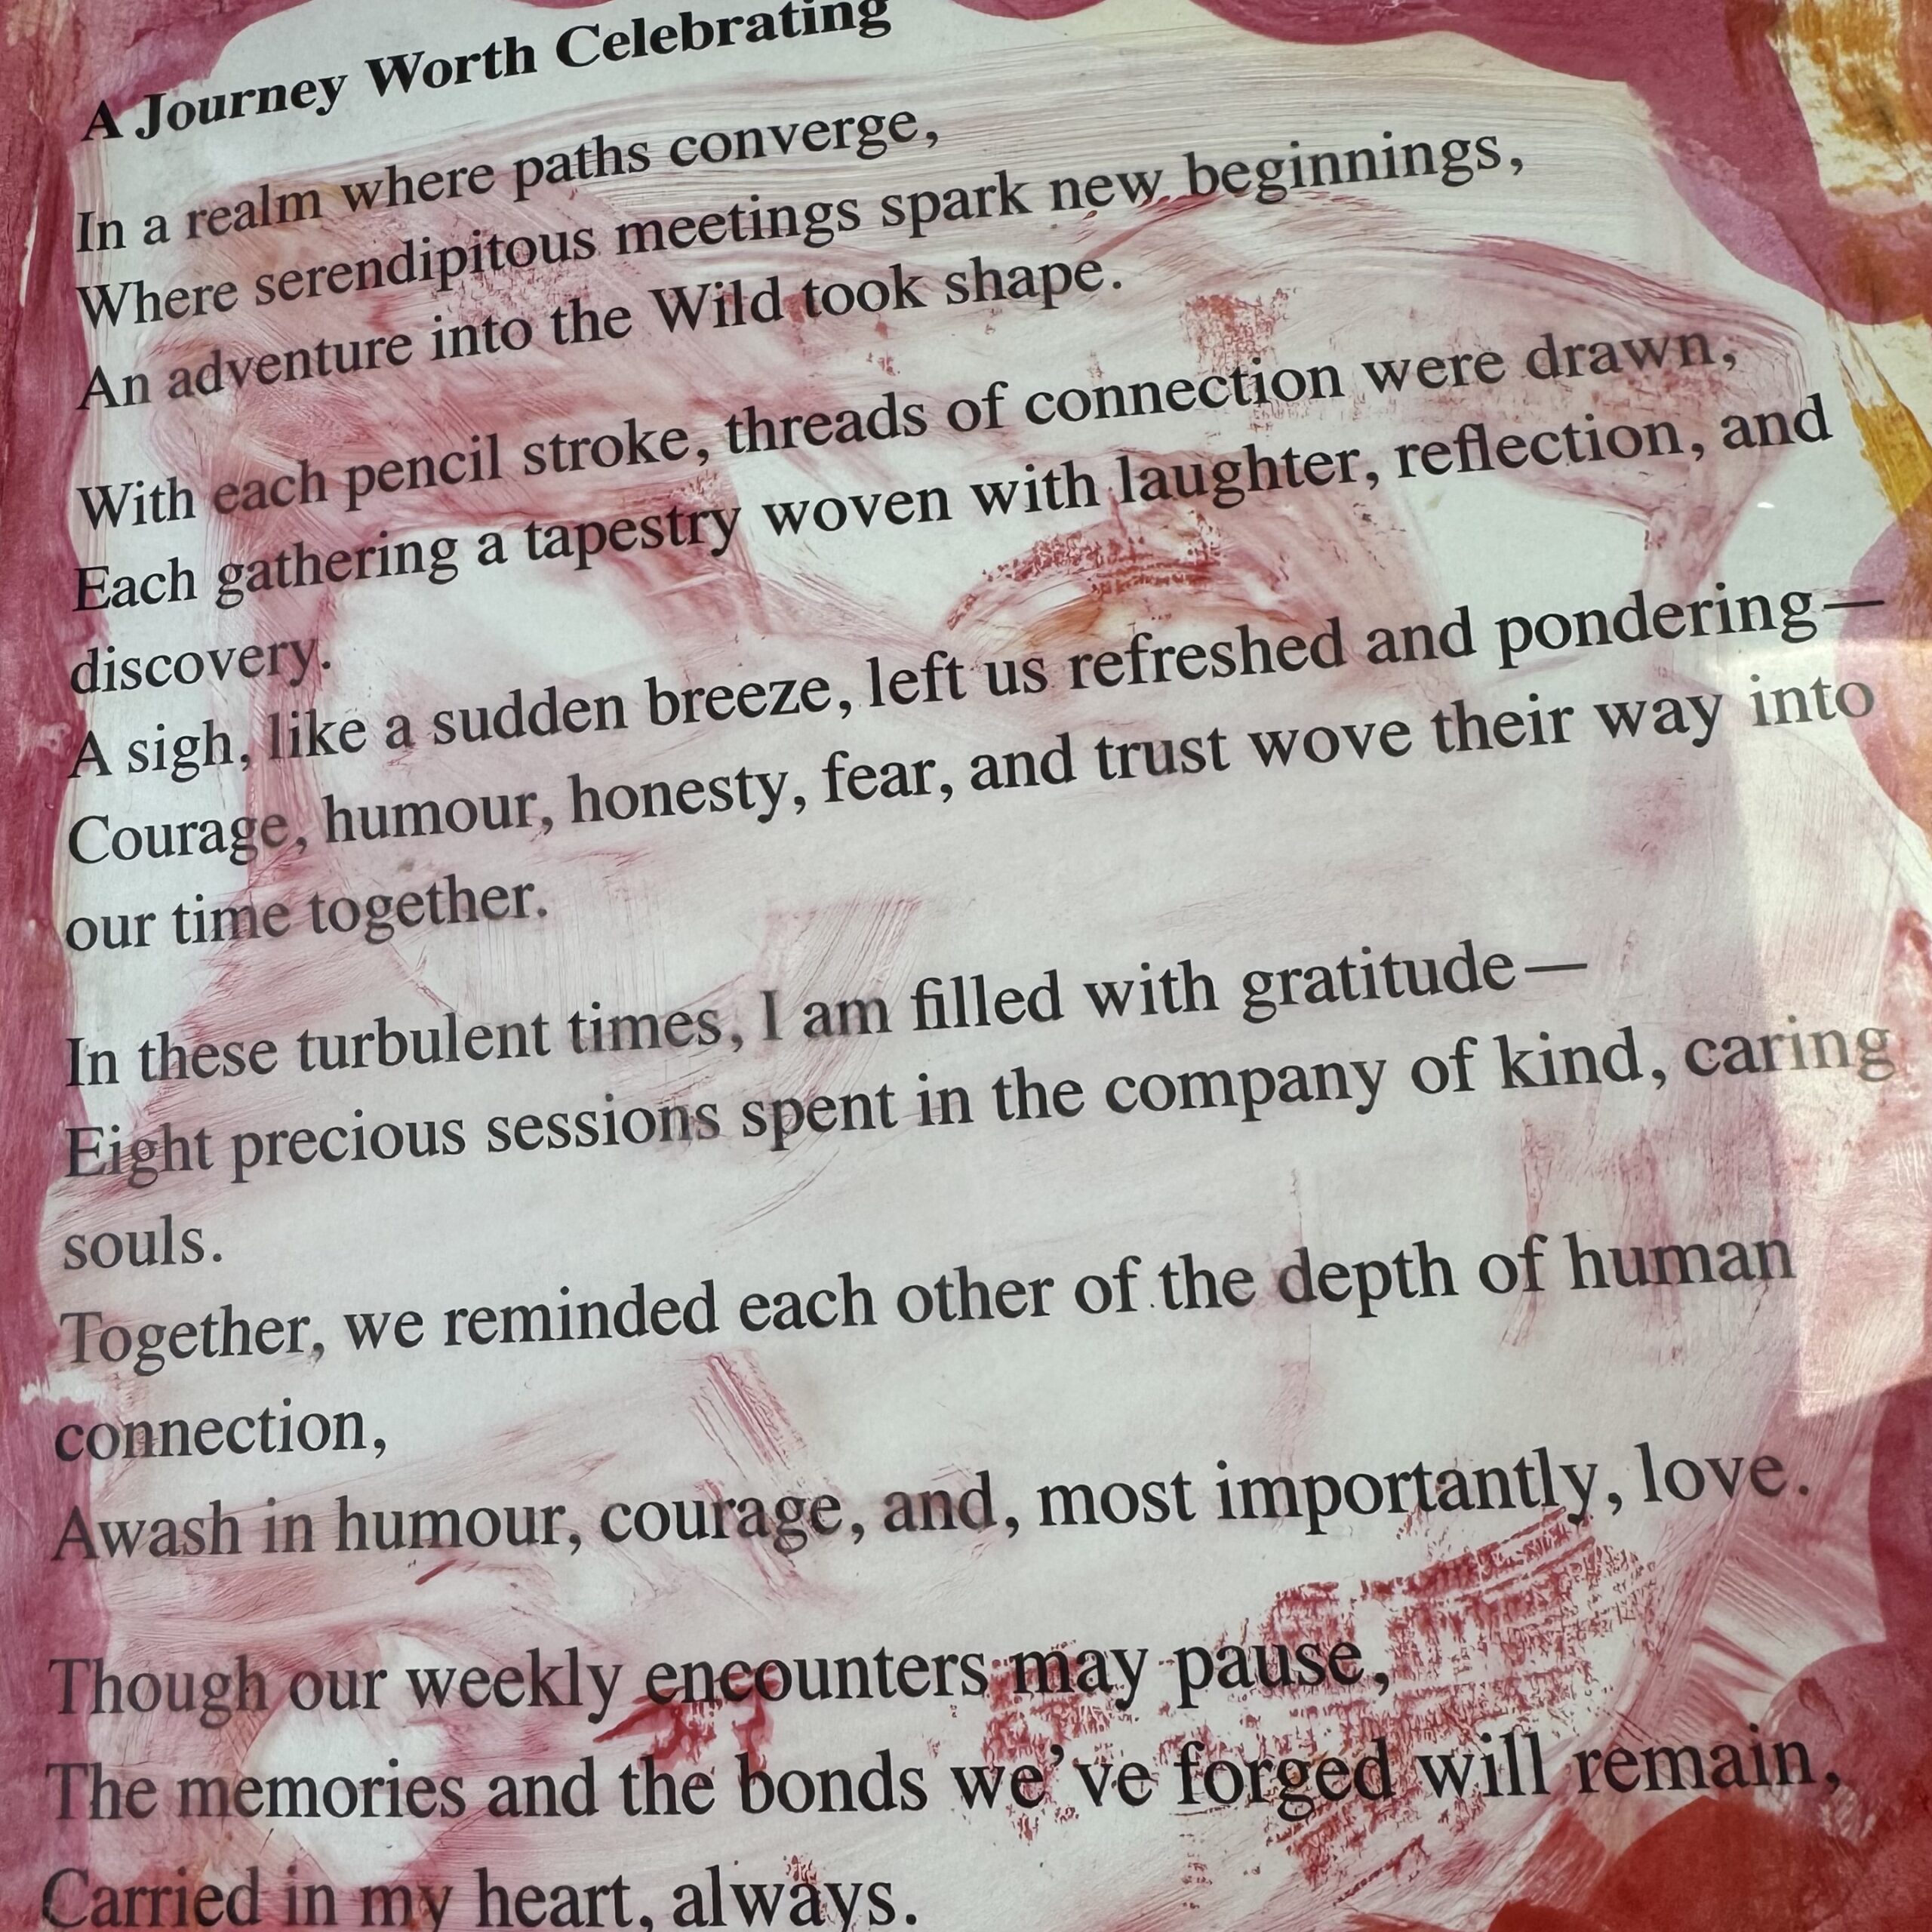 A Journey Worth Celebrating
In a realm where paths converge,
Where serendipitous meetings spark new beginnings,
An adventure into the Wild took shape.
With each pencil stroke, threads of connection were drawn,
Each gathering a tapestry woven with laughter, reflection, and
discovery.
A sigh, like a sudden breeze, left us refreshed and pondering—
Courage, humour, honesty, fear, and trust wove their way into
our time together.
In these turbulent times, I am filled with gratitude—
Eight precious sessions spent in the company of kind, caring
souls.
Together, we reminded each other of the depth of human
connection,
Awash in humour, courage, and, most importantly, love.
Though our weekly encounters may pause,
The memories and the bonds we’ve forged will remain,
Carried in my heart, always.